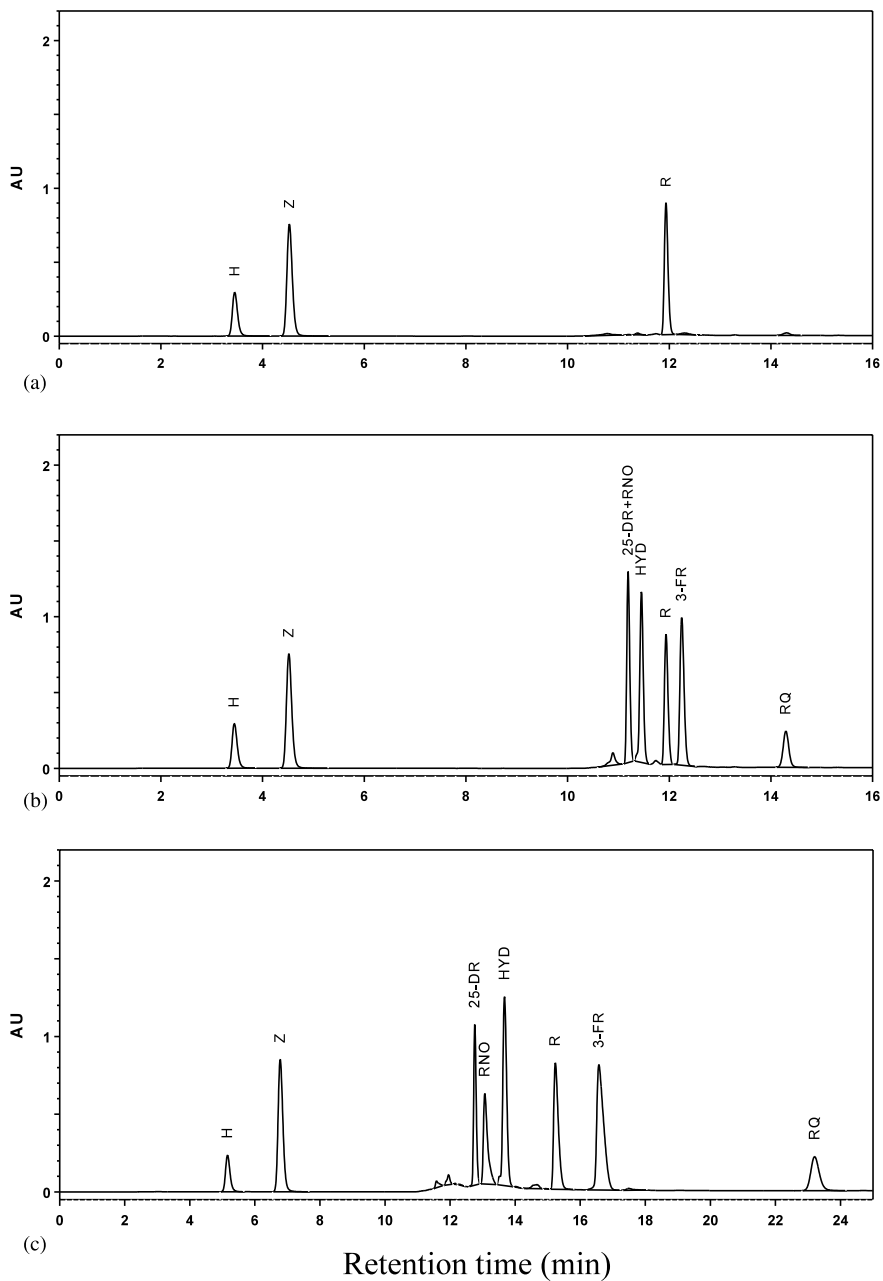 2
1
0
AU
H
Z
R
0 2 4 6 8 10 12 14 16
(a)
2
1
0
AU
H
Z
25-DR+RNO
HYD
R
3-FR
RQ
0 2 4 6 8 10 12 14 16
(b)
2
1
0
AU
H
Z
25-DR
RNO
HYD
R
3-FR
RQ
0 2 4 6 8 10 12 14 16 18 20 22 24
(c)
Retention time (min)